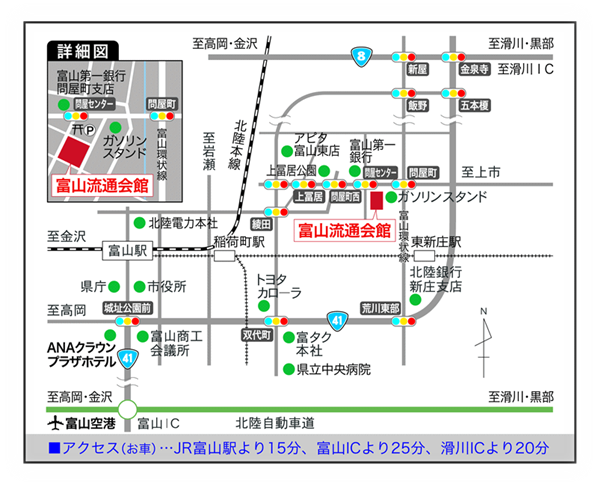 詳細図
富山第一銀行
問屋町支店
問屋センター
問屋町
P
ガソリン
スタンド
富山環状線
富山流通会館
至高岡・金沢
8
至滑川・黒部
新屋
金泉寺
至滑川IC
飯野
五本榎
至岩瀬
北陸本線
アピタ
富山東店
富山第一
銀行
上冨居公園
問屋センター
問屋町
至上市
上冨居
問屋町西
ガソリンスタンド
富山流通会館
富山環状線
北陸電力本社
綾田
至金沢
富山駅
稲荷町駅
東新庄駅
県庁
市役所
トヨタ
カローラ
北陸銀行
新庄支店
至高岡
城址公園前
荒川東部
41
N
ANAクラウン
プラザホテル
富山商工
会議所
双代町
富タク
本社
41
県立中央病院
至高岡・金沢
至滑川・黒部
富山空港
富山IC
北陸自動車道
■アクセス(お車)…JR富山駅より15分、富山ICより25分、滑川ICより20分